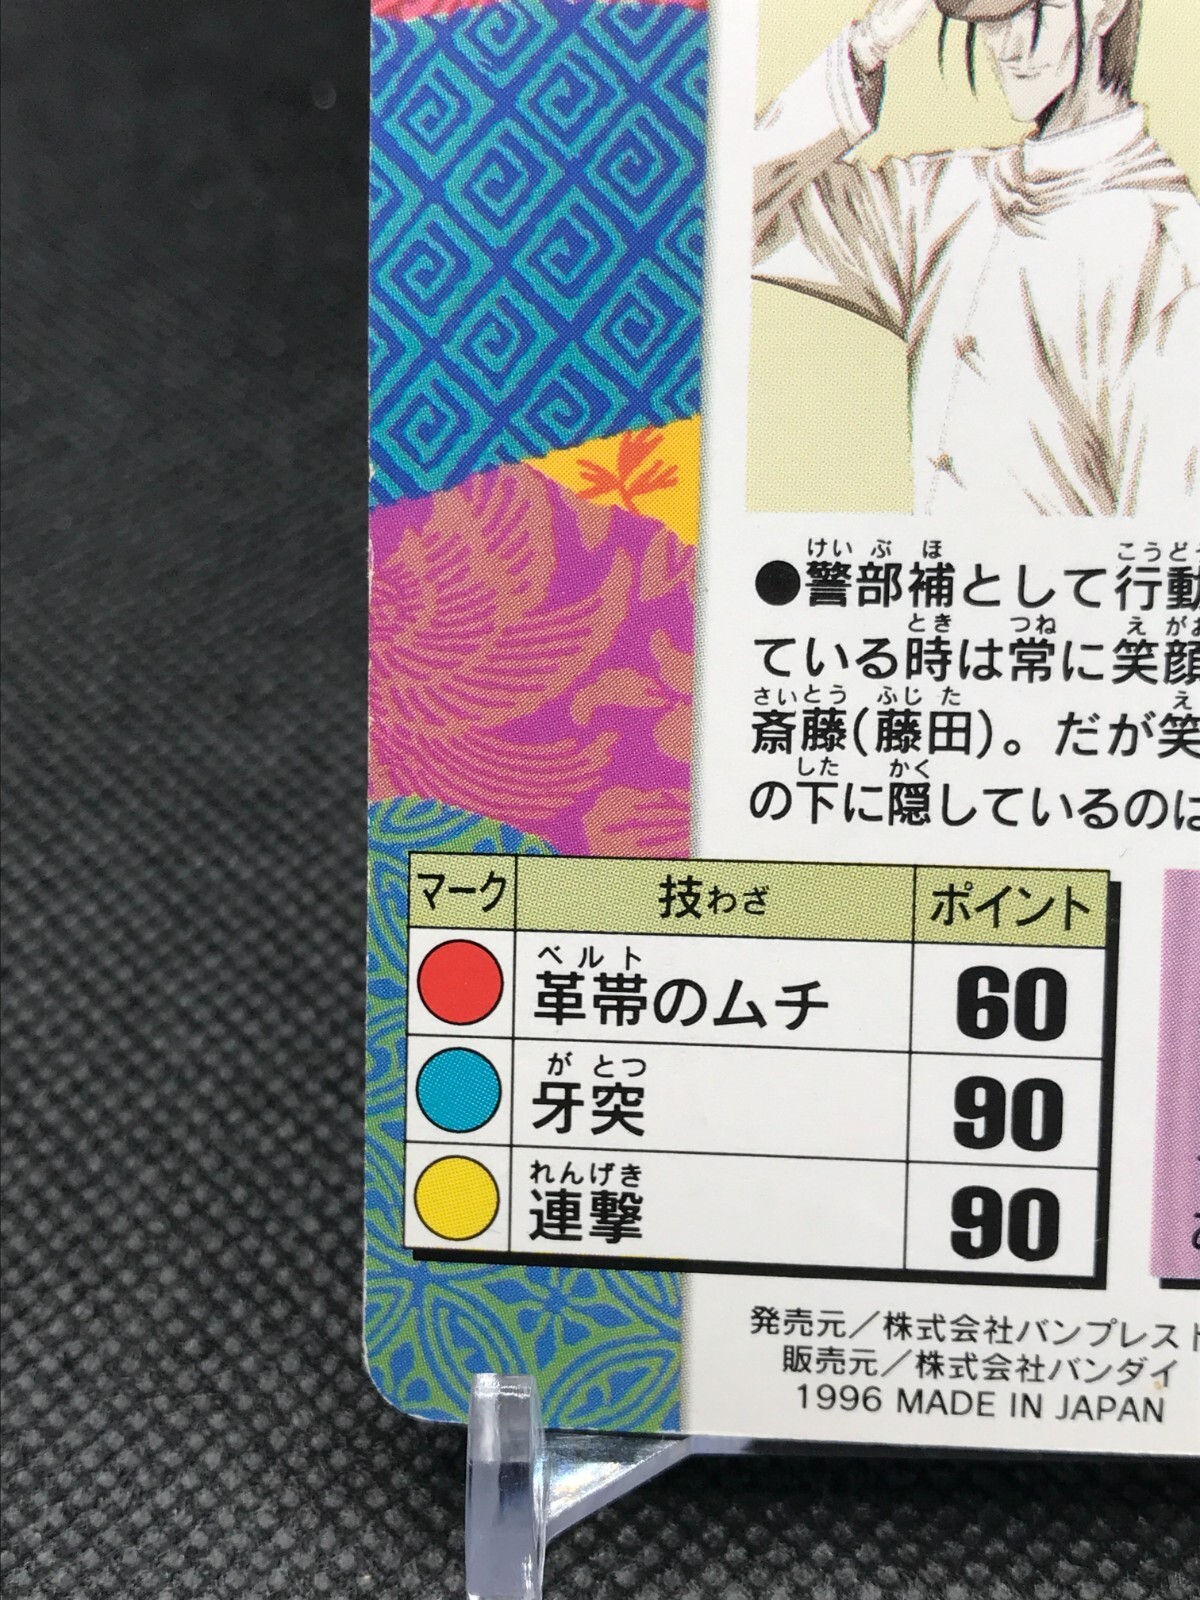 ●警部補として行動
ている時は常に笑顔
斎藤(藤田)。だが笑
の下に隠しているのは
マーク 技わざ ポイント
革帯のムチ 60
牙突 90
連撃 90
発売元／株式会社バンプレスト
販売元／株式会社バンダイ
1996 MADE IN JAPAN